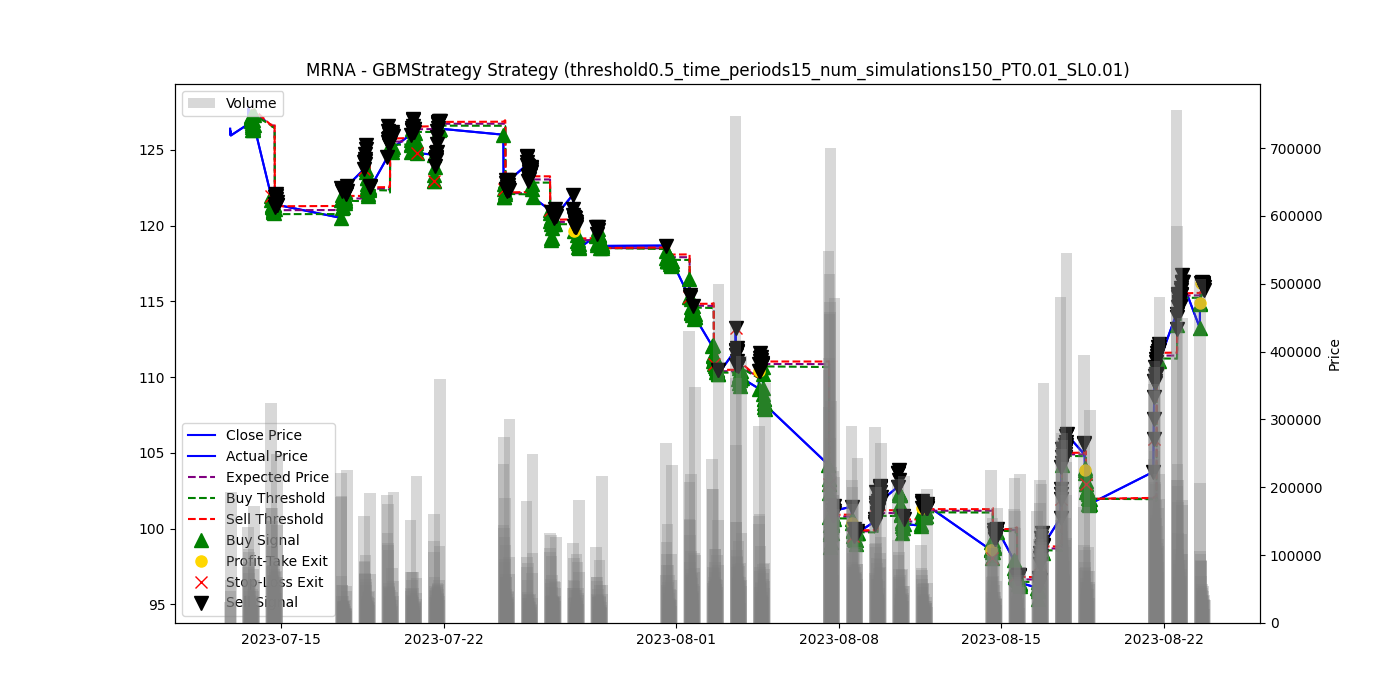 MRNA - GBMStrategy Strategy (threshold0.5_time_periods15_num_simulations150_PT0.01_SL0.01)
Volume
125
120
115
110
105
100
95
Close Price
Actual Price
Expected Price
Buy Threshold
Sell Threshold
Buy Signal
Profit-Take Exit
Stop-Loss Exit
Sell Signal
700000
600000
500000
400000
300000
200000
100000
0
Price
2023-07-15
2023-07-22
2023-08-01
2023-08-08
2023-08-15
2023-08-22